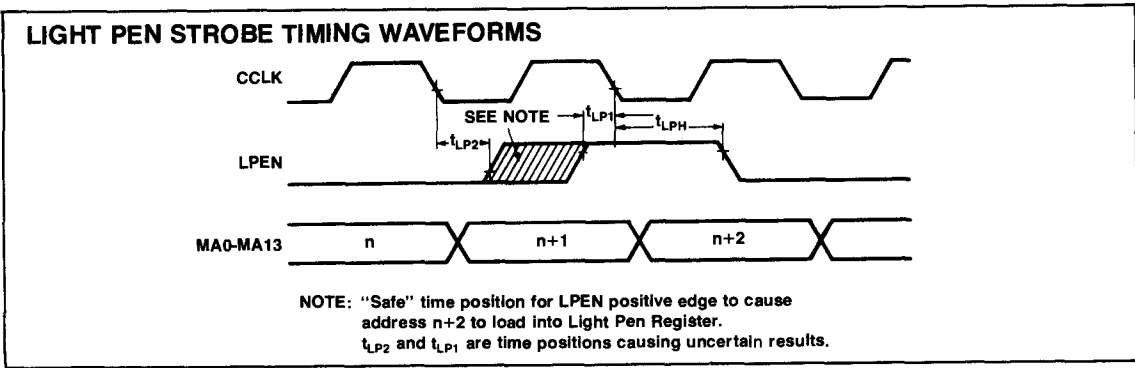 LIGHT PEN STROBE TIMING WAVEFORMS
CCLK
SEE NOTE
tLP1
tLPH
tLP2
LPEN
MA0-MA13
n
n+1
n+2
NOTE: "Safe" time position for LPEN positive edge to cause
address n+2 to load into Light Pen Register.
tLP2 and tLP1 are time positions causing uncertain results.